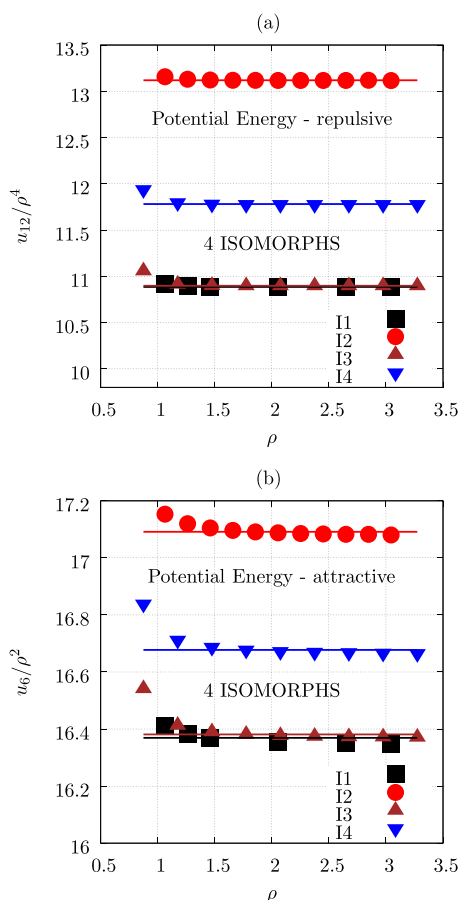 (a)
13.5
13
12.5
12
11.5
11
10.5
10
u₁₂/ρ⁴
Potential Energy - repulsive
4 ISOMORPHS
I1
I2
I3
I4
0.5 1 1.5 2 2.5 3 3.5
ρ
(b)
17.2
17
16.8
16.6
16.4
16.2
16
u₆/ρ²
Potential Energy - attractive
4 ISOMORPHS
I1
I2
I3
I4
0.5 1 1.5 2 2.5 3 3.5
ρ